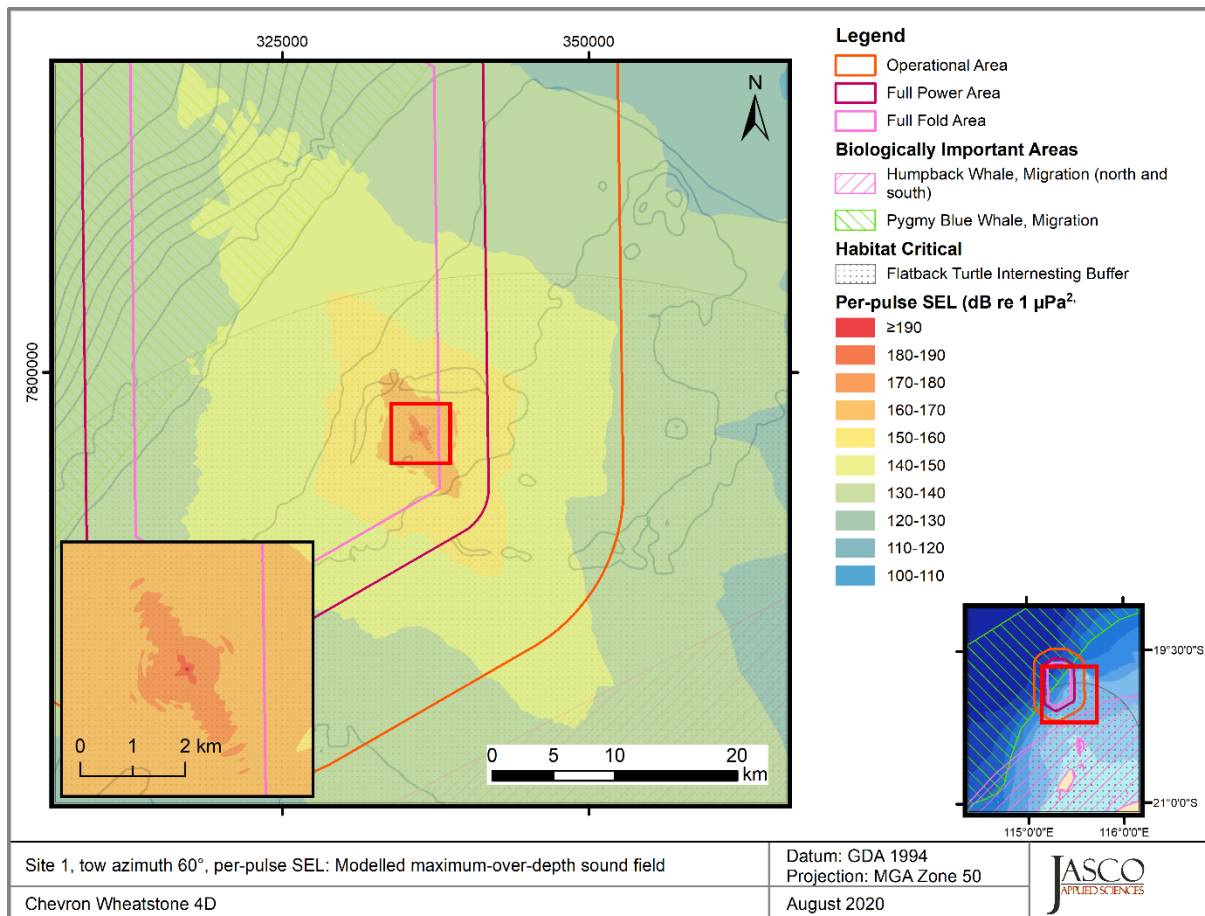 325000
350000
7800000
N
0 1 2 km
0 5 10 20
km
Legend
Operational Area
Full Power Area
Full Fold Area
Biologically Important Areas
Humpback Whale, Migration (north and
south)
Pygmy Blue Whale, Migration
Habitat Critical
Flatback Turtle Internesting Buffer
Per-pulse SEL (dB re 1 µPa²·
≥190
180-190
170-180
160-170
150-160
140-150
130-140
120-130
110-120
100-110
19°30'0"S
21°0'0"S
115°0'0"E 116°0'0"E
Site 1, tow azimuth 60°, per-pulse SEL: Modelled maximum-over-depth sound field
Chevron Wheatstone 4D
Datum: GDA 1994
Projection: MGA Zone 50
August 2020
JASCO
APPLIED SCIENCES